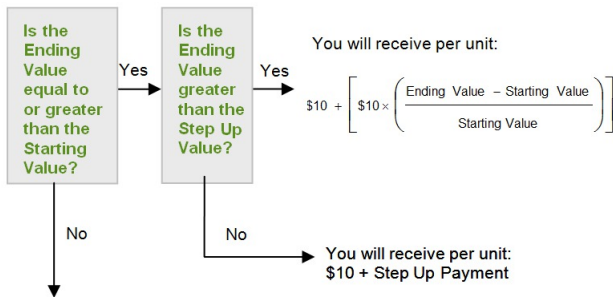 Is the
Ending
Value
equal to
or greater
than the
Starting
Value?
Yes
Is the
Ending
Value
greater
than the
Step Up
Value?
Yes
You will receive per unit:
$10 + [ $10 × ( Ending Value – Starting Value
Starting Value ) ]
No
No
You will receive per unit:
$10 + Step Up Payment